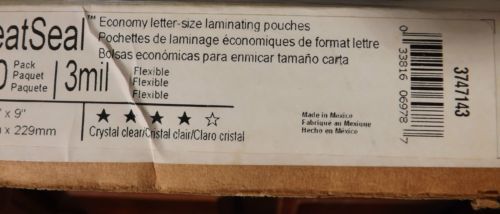 eatSeal™ Economy letter-size laminating pouches
Pochettes de laminage économiques de format lettre
Bolsas económicas para enmicar tamaño carta
0 Pack
Paquet
Paquete
3mil
Flexible
Flexible
Flexible
" x 9"
x 229mm
★ ★ ★ ★ ☆
Crystal clear/Cristal clair/Claro cristal
Made in Mexico
Fabriqué au Mexique
Hecho en México
0 33816 06978 7
3747143